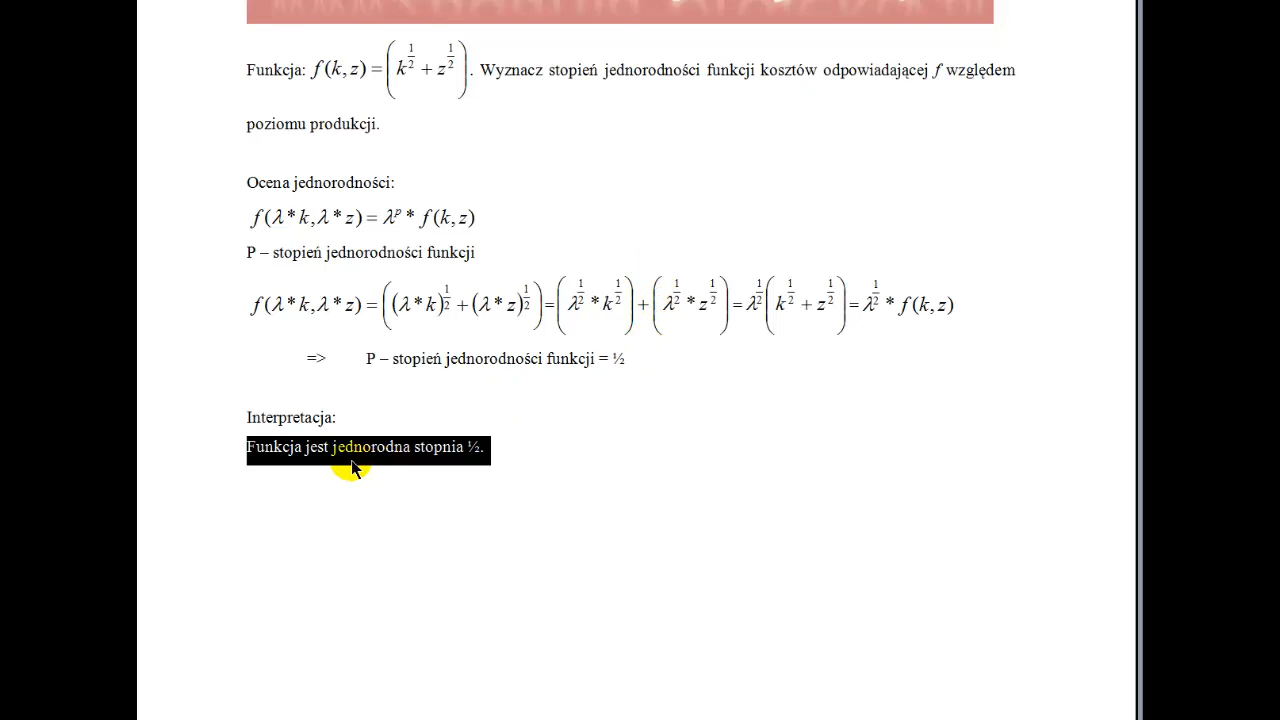 Funkcja: f(k,z) = (k^{1/2} + z^{1/2}). Wyznacz stopień jednorodności funkcji kosztów odpowiadającej f względem
poziomu produkcji.
Ocena jednorodności:
f(λ*k,λ*z) = λ^p * f(k,z)
P – stopień jednorodności funkcji
f(λ*k,λ*z) = ((λ*k)^{1/2} + (λ*z)^{1/2}) = (λ^{1/2} * k^{1/2}) + (λ^{1/2} * z^{1/2}) = λ^{1/2} (k^{1/2} + z^{1/2}) = λ^{1/2} * f(k,z)
=> P – stopień jednorodności funkcji = ½
Interpretacja:
Funkcja jest jednorodna stopnia ½.